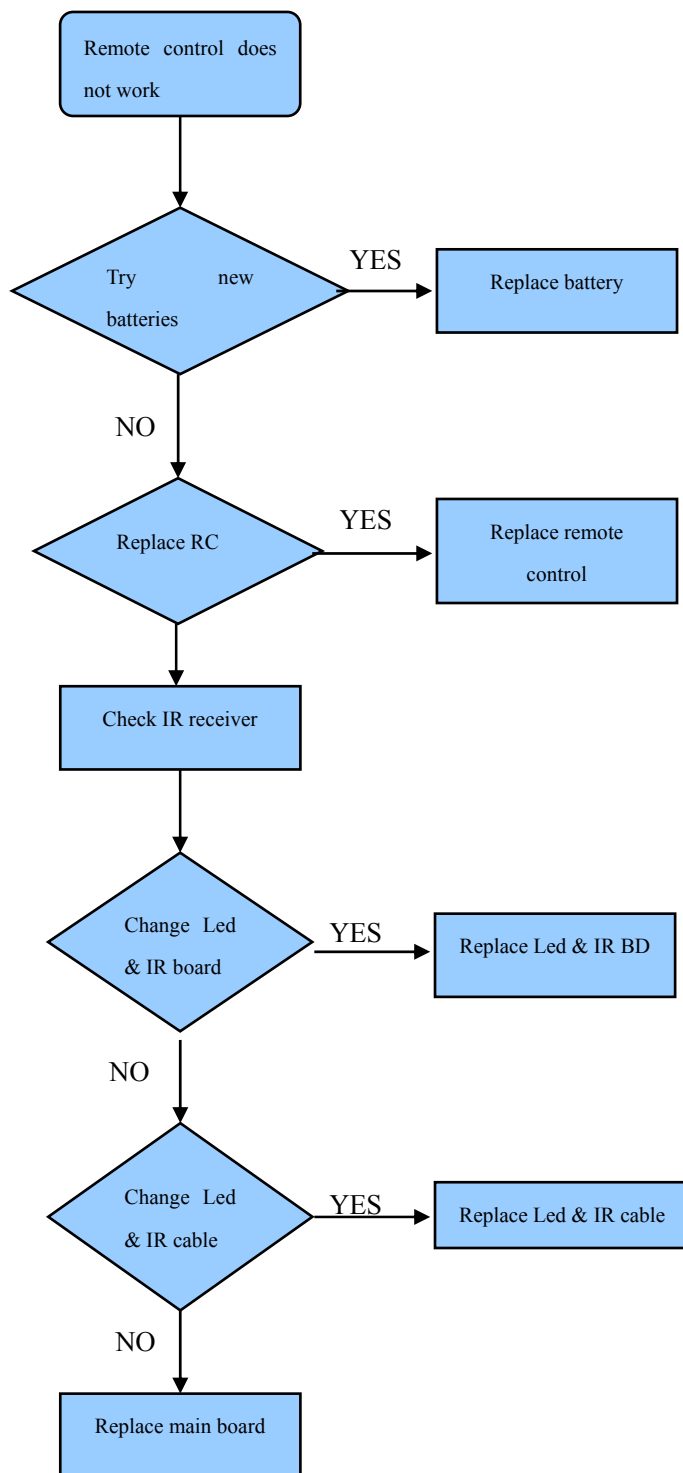 Remote control does
not work
Try new
batteries
YES
Replace battery
NO
Replace RC
YES
Replace remote
control
Check IR receiver
Change Led
& IR board
YES
Replace Led & IR BD
NO
Change Led
& IR cable
YES
Replace Led & IR cable
NO
Replace main board